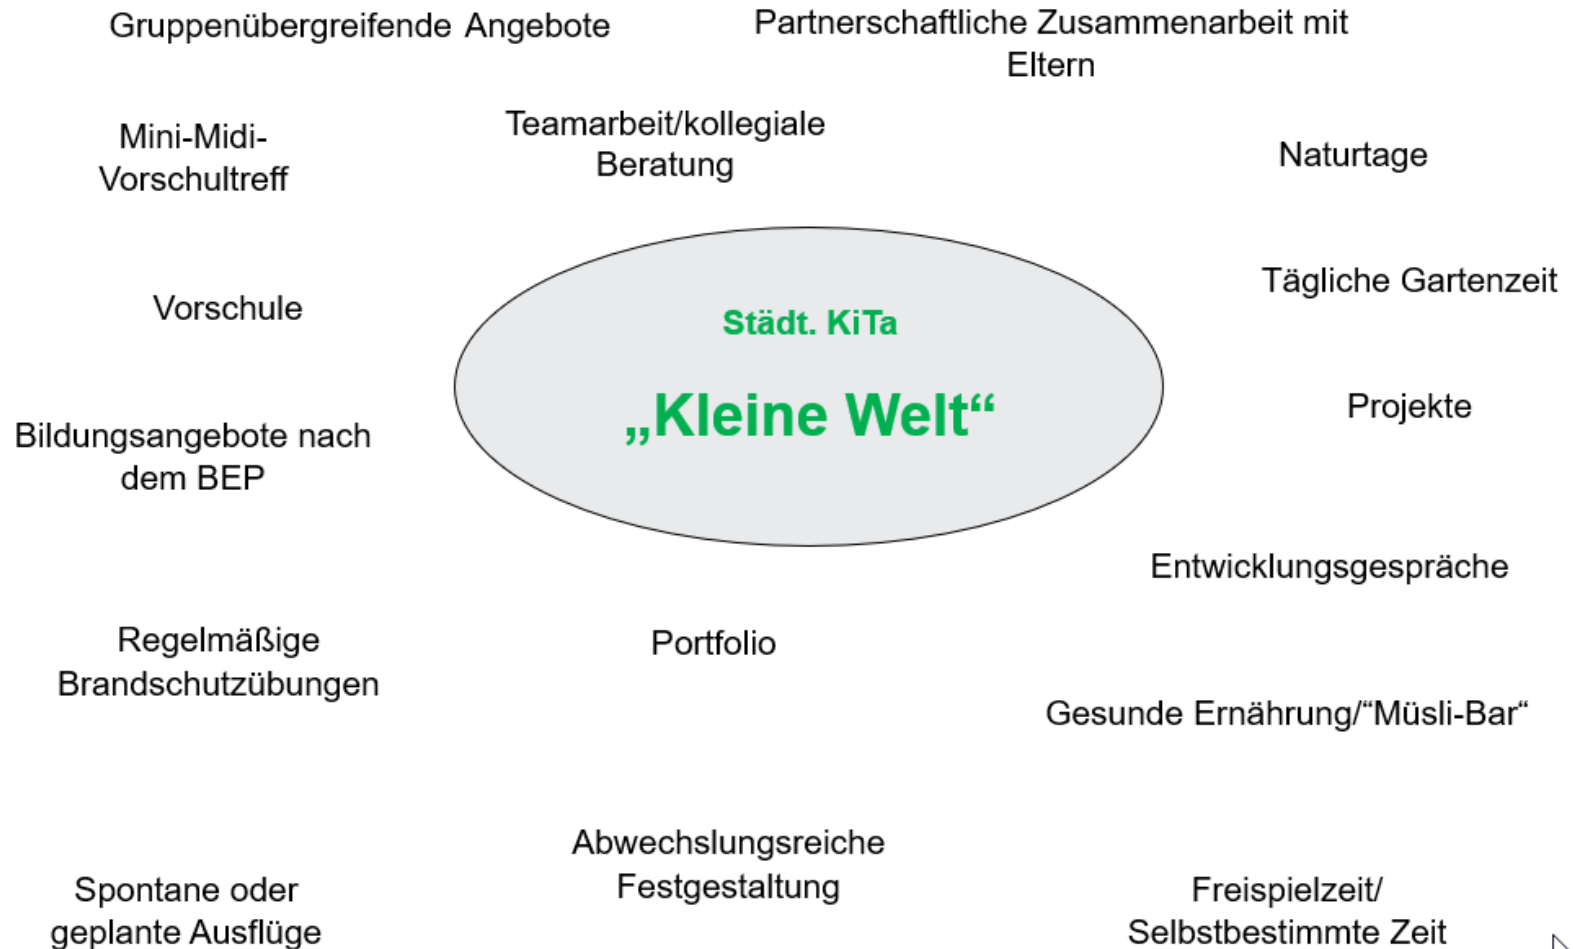 Gruppenübergreifende Angebote
Partnerschaftliche Zusammenarbeit mit
Eltern
Teamarbeit/kollegiale
Beratung
Mini-Midi-
Vorschultreff
Naturtage
Tägliche Gartenzeit
Vorschule
Städt. KiTa
„Kleine Welt“
Projekte
Bildungsangebote nach
dem BEP
Entwicklungsgespräche
Regelmäßige
Brandschutzübungen
Portfolio
Gesunde Ernährung/“Müsli-Bar“
Abwechslungsreiche
Festgestaltung
Spontane oder
geplante Ausflüge
Freispielzeit/
Selbstbestimmte Zeit